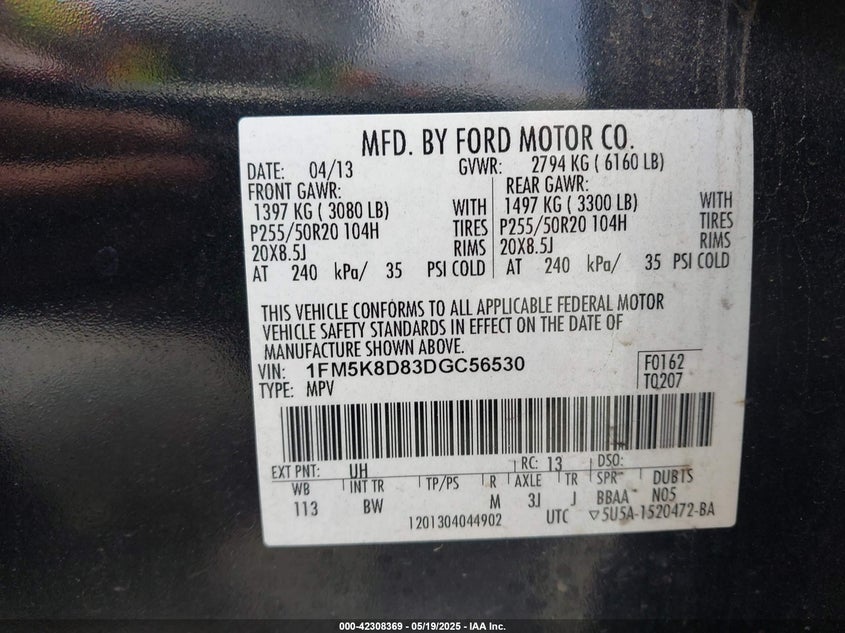 MFD. BY FORD MOTOR CO.
DATE: 04/13 GVWR: 2794 KG ( 6160 LB)
FRONT GAWR: REAR GAWR:
1397 KG ( 3080 LB) WITH 1497 KG ( 3300 LB) WITH
P255/50R20 104H TIRES P255/50R20 104H TIRES
20X8.5J RIMS 20X8.5J RIMS
AT 240 kPa/ 35 PSI COLD AT 240 kPa/ 35 PSI COLD
THIS VEHICLE CONFORMS TO ALL APPLICABLE FEDERAL MOTOR
VEHICLE SAFETY STANDARDS IN EFFECT ON THE DATE OF
MANUFACTURE SHOWN ABOVE.
VIN: 1FM5K8D83DGC56530 F0162
TYPE: MPV T0207
EXT PNT: UH RC: 13 DSO:
WB INT TR TP/PS R AXLE TR SPR DUBTS
113 BW M 3J J BBAA N05
1201304044902 UTC ▽5U5A-1520472-BA
000-42308369 - 05/19/2025 - IAA Inc.